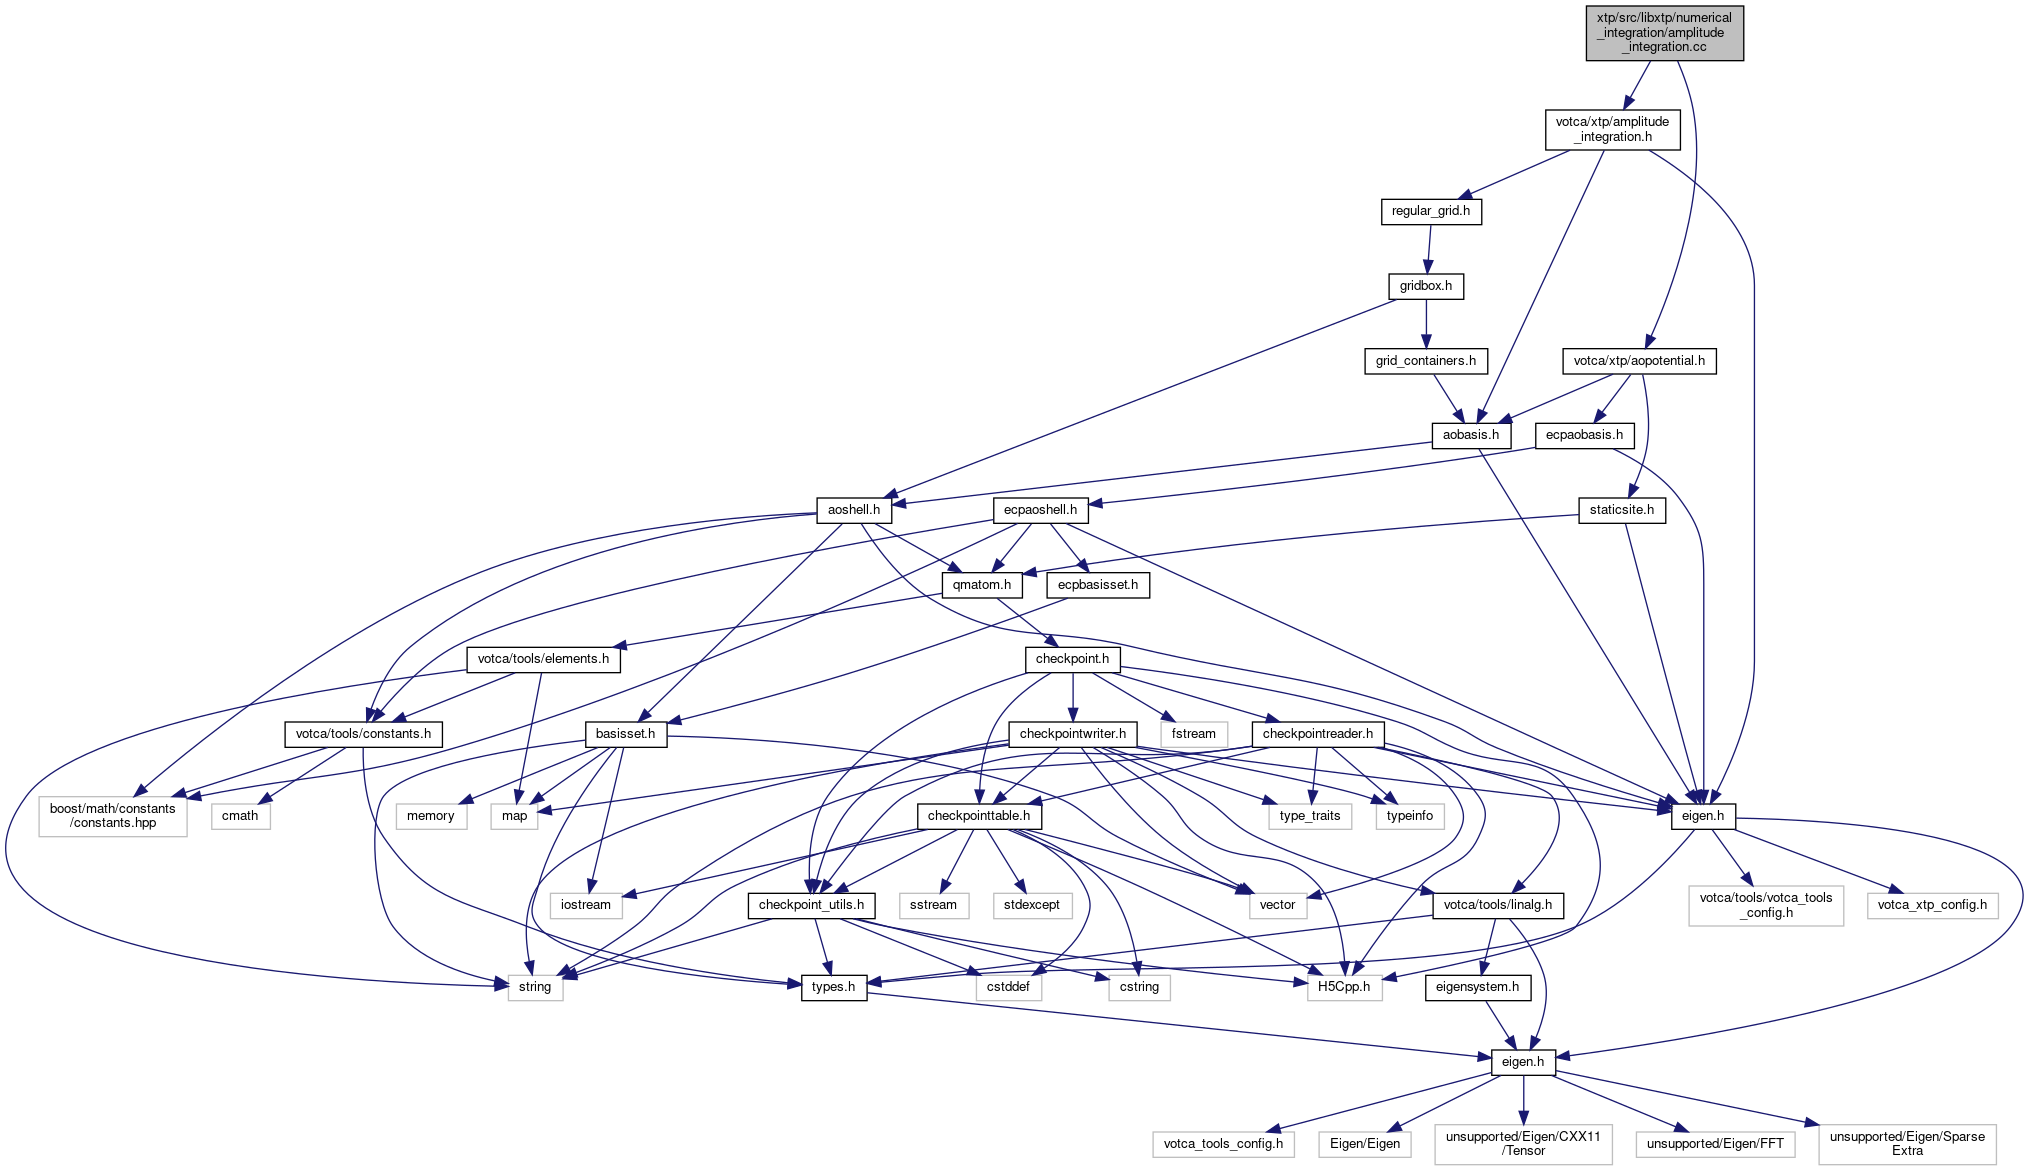 xtp/src/libxtp/numerical
_integration/amplitude
_integration.cc
votca/xtp/amplitude
_integration.h
regular_grid.h
gridbox.h
grid_containers.h
votca/xtp/aopotential.h
aobasis.h
ecpaobasis.h
aoshell.h
ecpaoshell.h
staticsite.h
qmatom.h
ecpbasisset.h
votca/tools/elements.h
checkpoint.h
votca/tools/constants.h
basisset.h
checkpointwriter.h
fstream
checkpointreader.h
boost/math/constants
/constants.hpp
cmath
memory
map
checkpointtable.h
type_traits
typeinfo
eigen.h
iostream
checkpoint_utils.h
sstream
stdexcept
vector
votca/tools/linalg.h
votca/tools/votca_tools
_config.h
votca_xtp_config.h
string
types.h
cstddef
cstring
H5Cpp.h
eigensystem.h
eigen.h
votca_tools_config.h
Eigen/Eigen
unsupported/Eigen/CXX11
/Tensor
unsupported/Eigen/FFT
unsupported/Eigen/Sparse
Extra